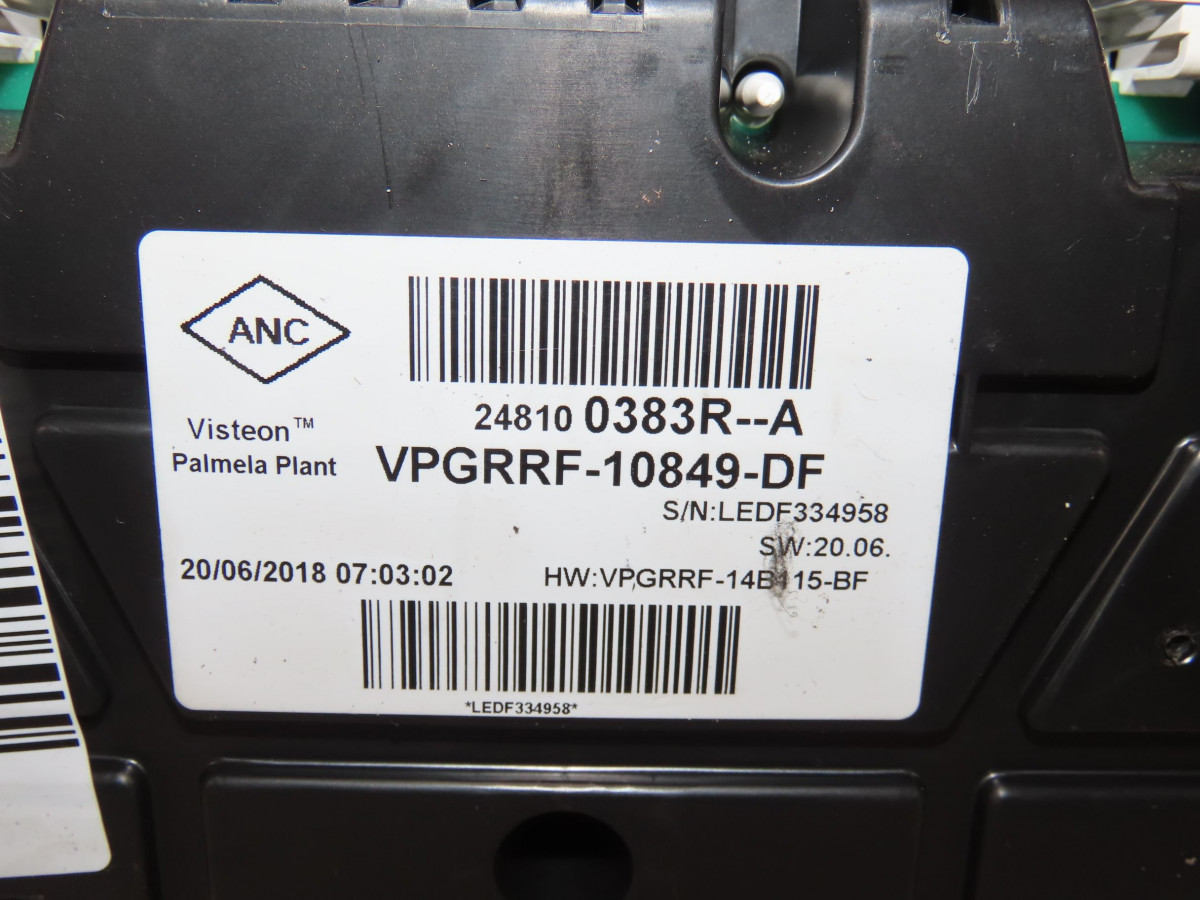 ANC
24810 0383R--A
Visteon™
Palmela Plant
VPGRRF-10849-DF
S/N:LEDF334958
SW:20.06.
20/06/2018 07:03:02
HW:VPGRRF-14B115-BF
*LEDF334958*